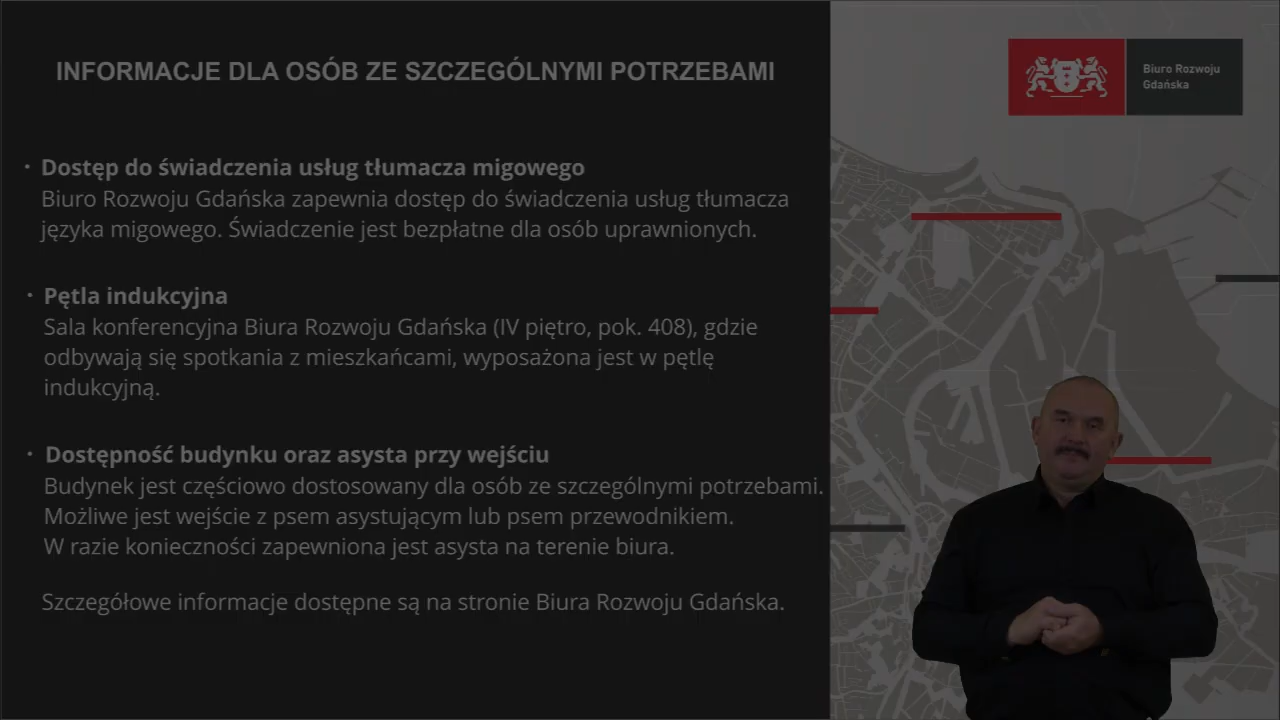 INFORMACJE DLA OSÓB ZE SZCZEGÓLNYMI POTRZEBAMI
Biuro Rozwoju
Gdańska
· Dostęp do świadczenia usług tłumacza migowego
Biuro Rozwoju Gdańska zapewnia dostęp do świadczenia usług tłumacza
języka migowego. Świadczenie jest bezpłatne dla osób uprawnionych.
· Pętla indukcyjna
Sala konferencyjna Biura Rozwoju Gdańska (IV piętro, pok. 408), gdzie
odbywają się spotkania z mieszkańcami, wyposażona jest w pętlę
indukcyjną.
· Dostępność budynku oraz asysta przy wejściu
Budynek jest częściowo dostosowany dla osób ze szczególnymi potrzebami.
Możliwe jest wejście z psem asystującym lub psem przewodnikiem.
W razie konieczności zapewniona jest asysta na terenie biura.
Szczegółowe informacje dostępne są na stronie Biura Rozwoju Gdańska.